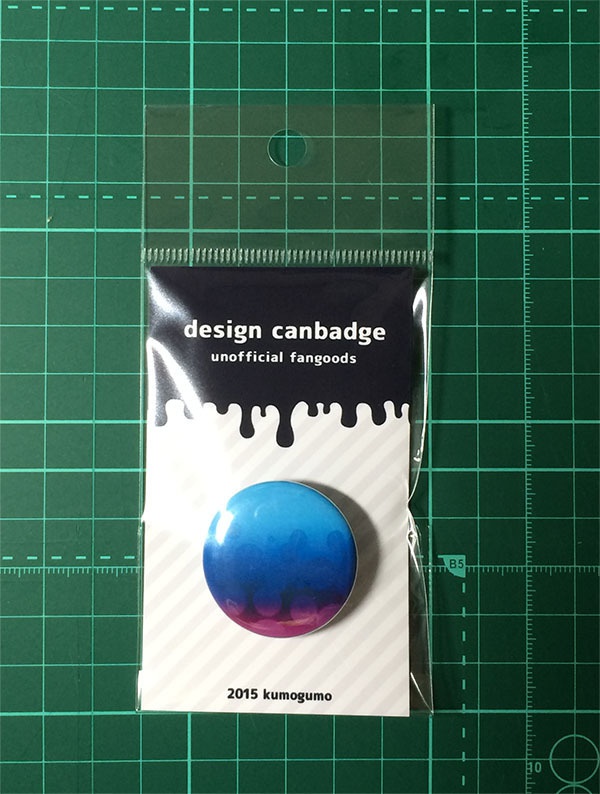 design canbadge
unofficial fangoods
B5
2015 kumogumo
10